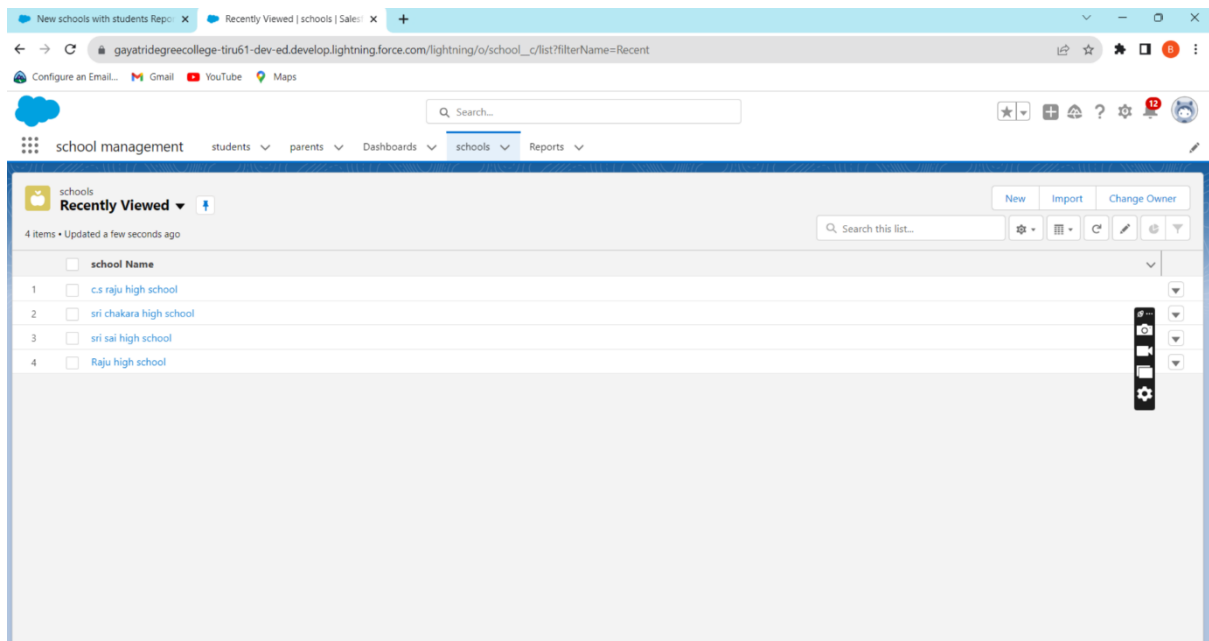 New schools with students Repor
Recently Viewed | schools | Salesf
gayatridegreecollege-tiru61-dev-ed.develop.lightning.force.com/lightning/o/school__c/list?filterName=Recent
B
Configure an Email... Gmail YouTube Maps
Search...
12
school management students parents Dashboards schools Reports
schools
Recently Viewed
New Import Change Owner
4 items • Updated a few seconds ago
Search this list...
school Name
1 c.s raju high school
2 sri chakara high school
3 sri sai high school
4 Raju high school